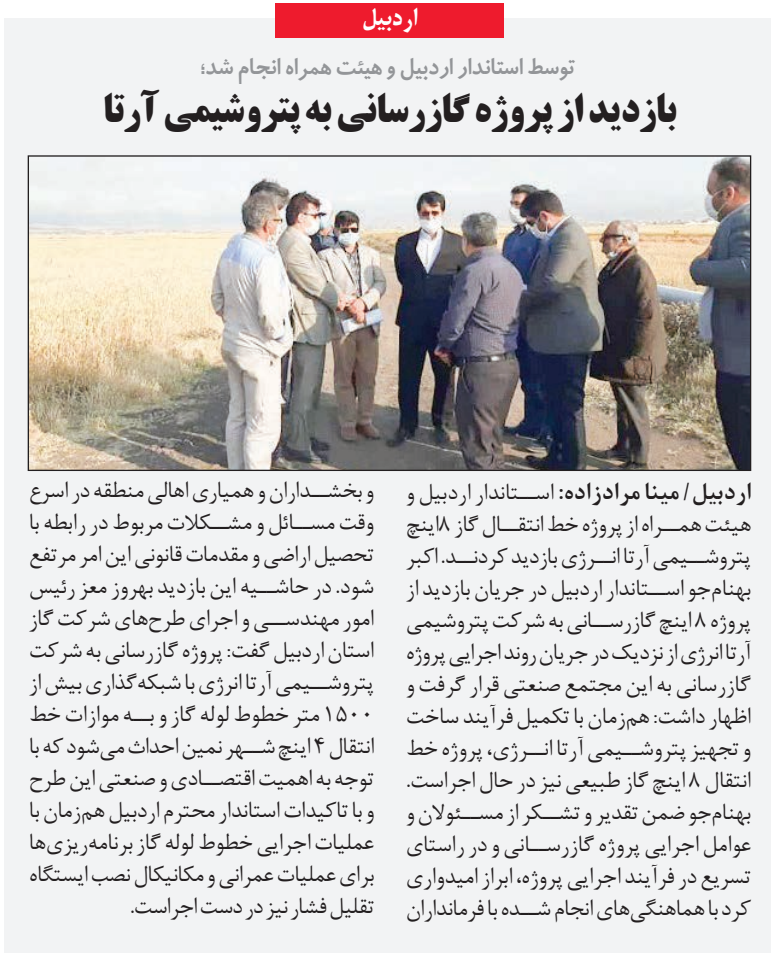 اردبیل
توسط استاندار اردبیل و هیئت همراه انجام شد؛
بازدید از پروژه گازرسانی به پتروشیمی آرتا
اردبیل/ مینا مرادزاده: استاندار اردبیل و
هیئت همراه از پروژه خط انتقال گاز ۸اینچ
پتروشیمی آرتا انرژی بازدید کردند. اکبر
بهنام‌جو استاندار اردبیل در جریان بازدید از
پروژه ۸ اینچ گازرسانی به شرکت پتروشیمی
آرتاانرژی از نزدیک در جریان روند اجرایی پروژه
گازرسانی به این مجتمع صنعتی قرار گرفت و
اظهار داشت: هم‌زمان با تکمیل فرآیند ساخت
و تجهیز پتروشیمی آرتا انرژی، پروژه خط
انتقال ۸ اینچ گاز طبیعی نیز در حال اجراست.
بهنام‌جو ضمن تقدیر و تشکر از مسئولان و
عوامل اجرایی پروژه گازرسانی و در راستای
تسریع در فرآیند اجرایی پروژه، ابراز امیدواری
کرد با هماهنگی‌های انجام شده با فرمانداران
و بخشداران و همیاری اهالی منطقه در اسرع
وقت مسائل و مشکلات مربوط در رابطه با
تحصیل اراضی و مقدمات قانونی این امر مرتفع
شود. در حاشیه این بازدید بهروز معز رئیس
امور مهندسی و اجرای طرح‌های شرکت گاز
استان اردبیل گفت: پروژه گازرسانی به شرکت
پتروشیمی آرتا انرژی با شبکه‌گذاری بیش از
۱۵۰۰ متر خطوط لوله گاز و به موازات خط
انتقال ۴ اینچ شهر نمین احداث می‌شود که با
توجه به اهمیت اقتصادی و صنعتی این طرح
و با تاکیدات استاندار محترم اردبیل هم‌زمان با
عملیات اجرایی خطوط لوله گاز برنامه‌ریزی‌ها
برای عملیات عمرانی و مکانیکال نصب ایستگاه
تقلیل فشار نیز در دست اجراست.